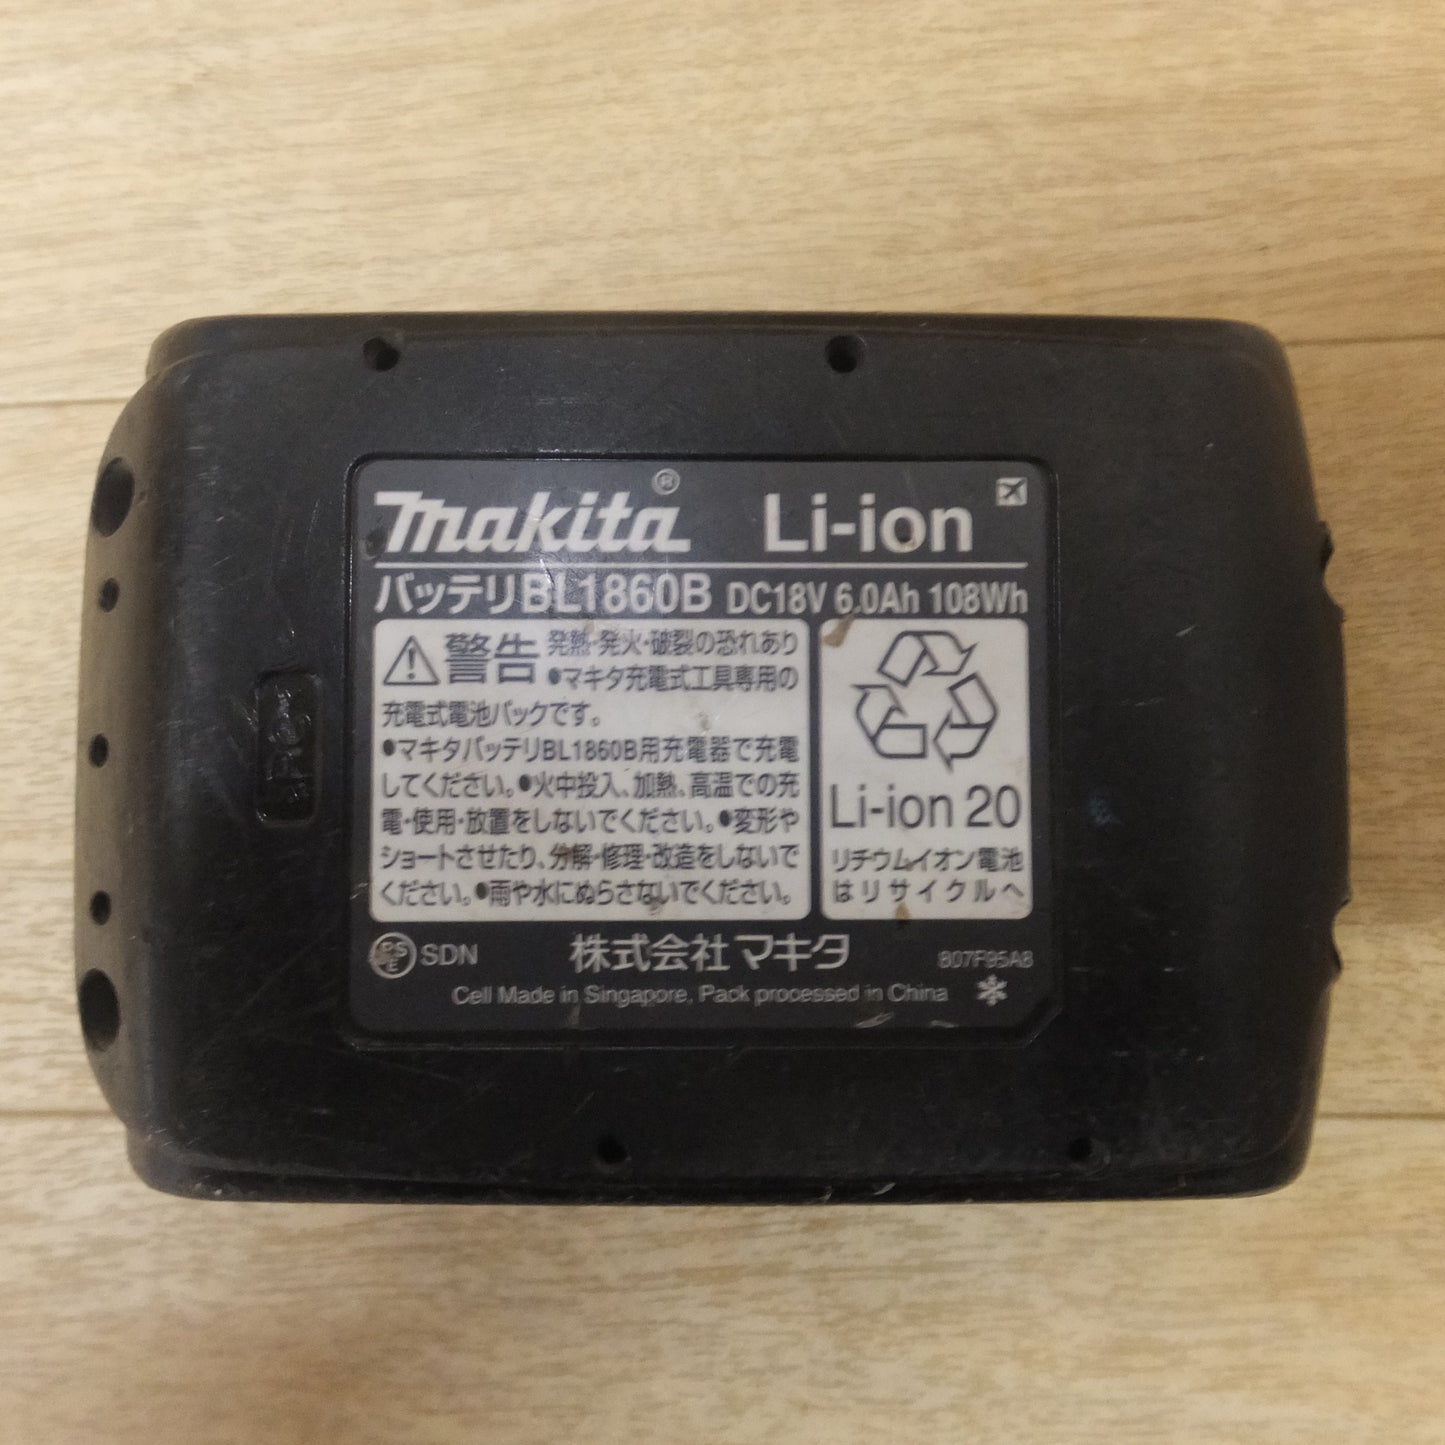 makita® Li-ion
バッテリBL1860B DC18V 6.0Ah 108Wh
警告 発熱・発火・破裂の恐れあり
●マキタ充電式工具専用の
充電式電池パックです。
●マキタバッテリBL1860B用充電器で充電
してください。●火中投入、加熱、高温での充
電・使用・放置をしないでください。●変形や
ショートさせたり、分解・修理・改造をしないで
ください。●雨や水にぬらさないでください。
Li-ion 20
リチウムイオン電池
はリサイクルへ
PSE SDN 株式会社マキタ 807F95A8
Cell Made in Singapore, Pack processed in China